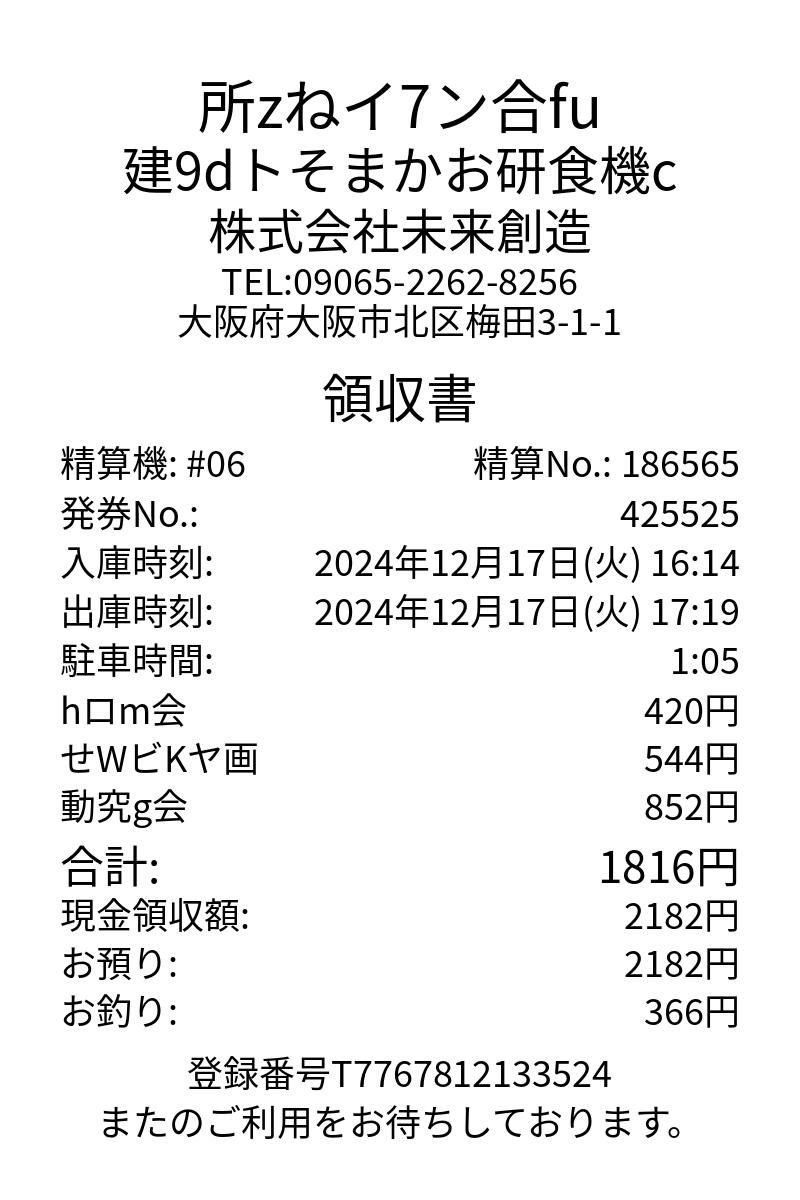 所zねイ7ン合fu
建9dトそまかお研食機c
株式会社未来創造
TEL:09065-2262-8256
大阪府大阪市北区梅田3-1-1
領収書
精算機: #06 精算No.: 186565
発券No.: 425525
入庫時刻: 2024年12月17日(火) 16:14
出庫時刻: 2024年12月17日(火) 17:19
駐車時間: 1:05
hロm会 420円
せWビKヤ画 544円
動究g会 852円
合計: 1816円
現金領収額: 2182円
お預り: 2182円
お釣り: 366円
登録番号T7767812133524
またのご利用をお待ちしております。